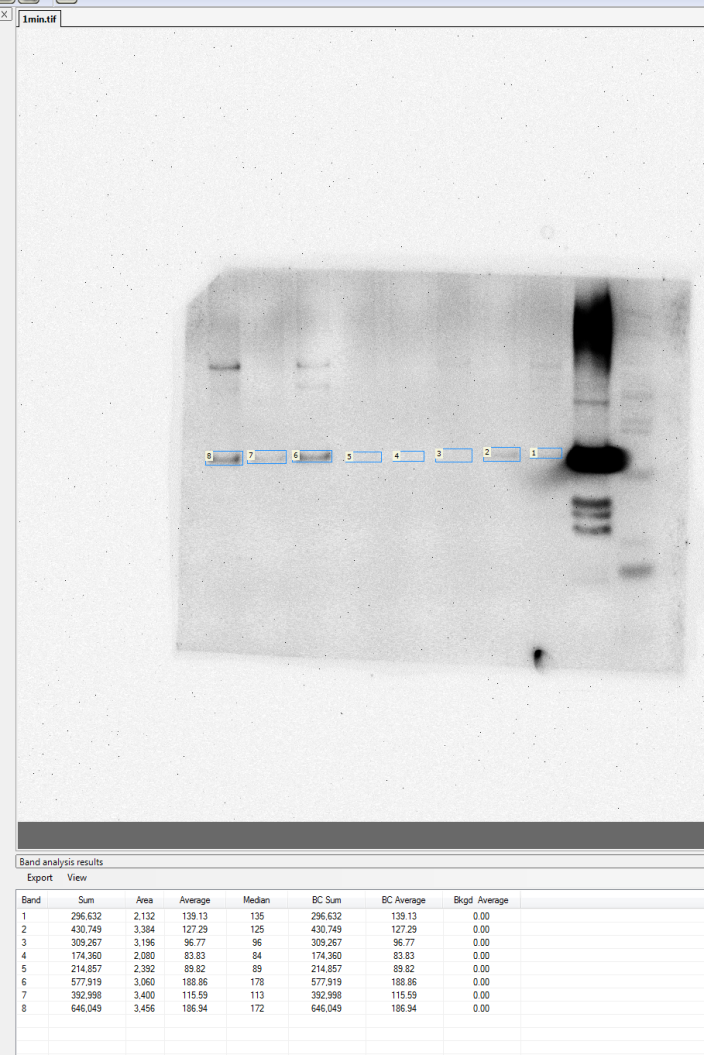 X
1min.tif
8 7 6 5 4 3 2 1
Band analysis results
Export View
Band Sum Area Average Median BC Sum BC Average Bkgd Average
1 296,632 2,132 139.13 135 296,632 139.13 0.00
2 430,749 3,384 127.29 125 430,749 127.29 0.00
3 309,267 3,196 96.77 96 309,267 96.77 0.00
4 174,360 2,080 83.83 84 174,360 83.83 0.00
5 214,857 2,392 89.82 89 214,857 89.82 0.00
6 577,919 3,060 188.86 178 577,919 188.86 0.00
7 392,998 3,400 115.59 113 392,998 115.59 0.00
8 646,049 3,456 186.94 172 646,049 186.94 0.00